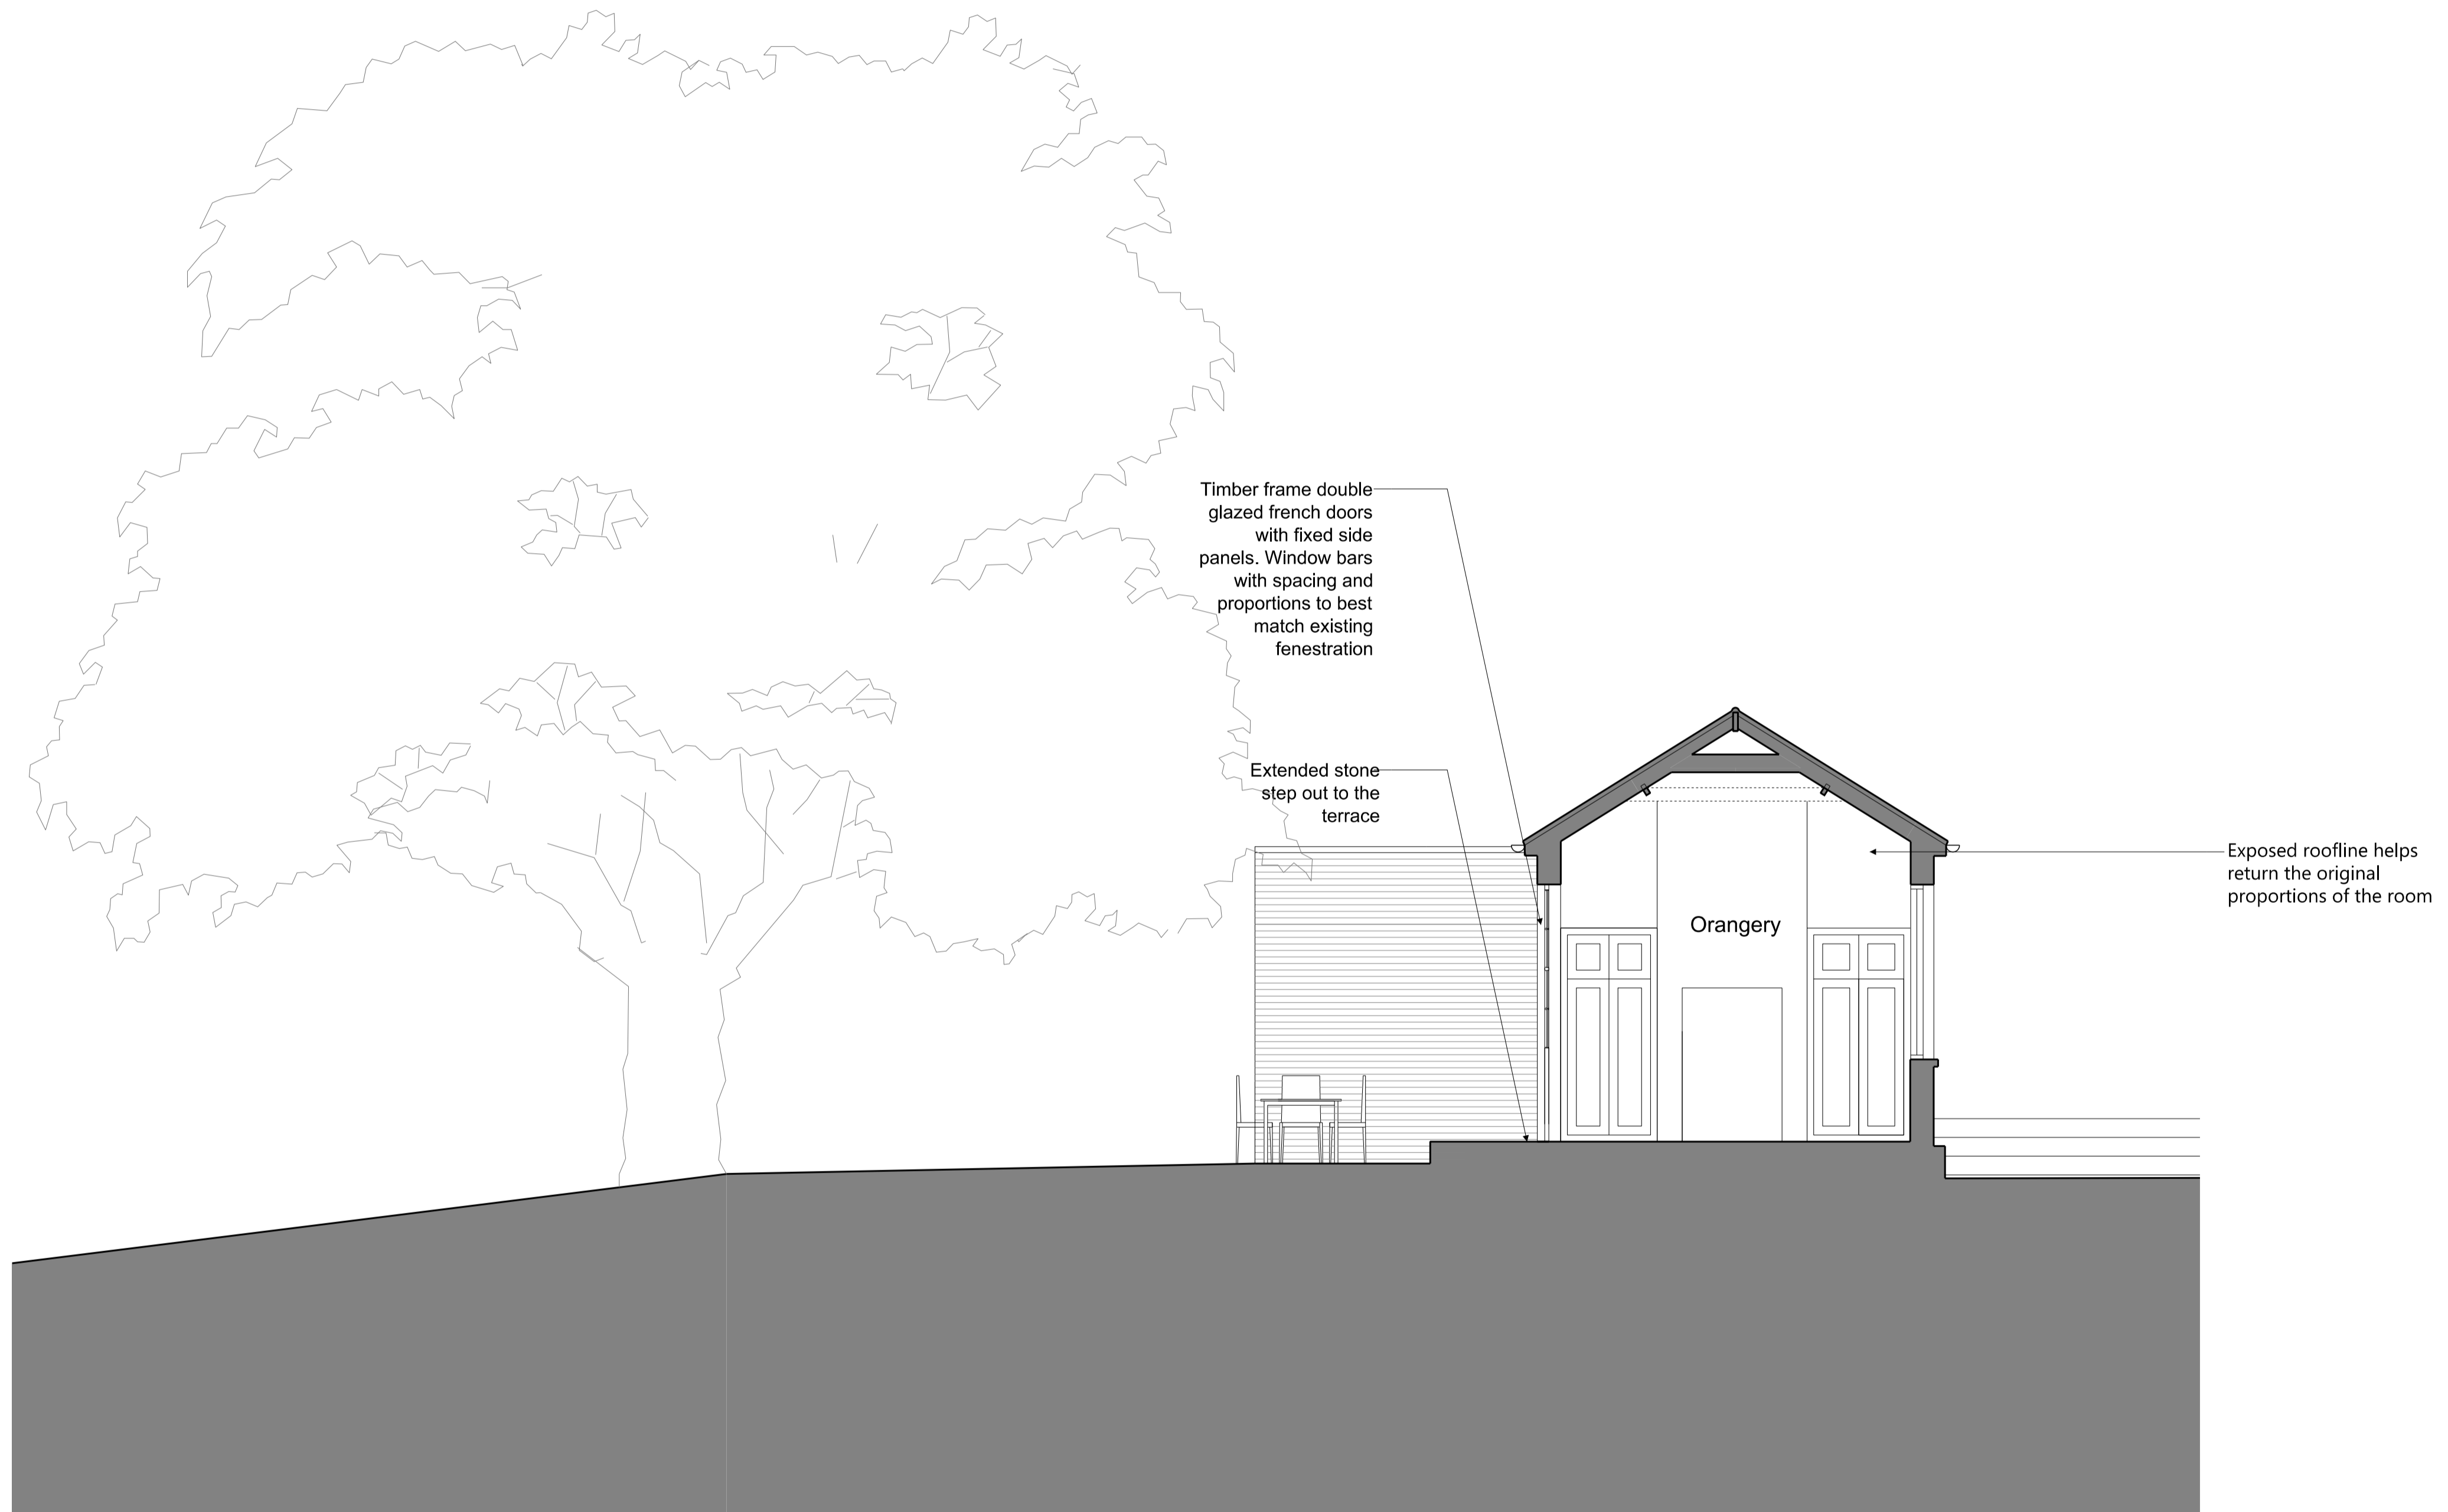 Timber frame double
glazed french doors
with fixed side
panels. Window bars
with spacing and
proportions to best
match existing
fenestration
Extended stone
step out to the
terrace
Orangery
Exposed roofline helps
return the original
proportions of the room